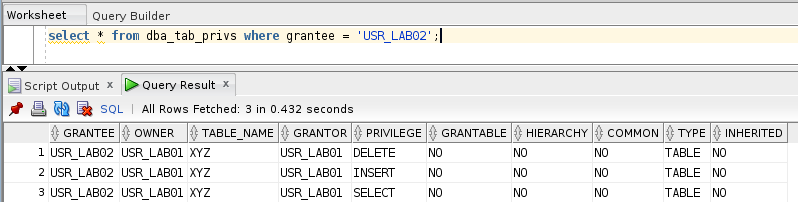 Worksheet Query Builder
select * from dba_tab_privs where grantee = 'USR_LAB02';
Script Output x Query Result x
SQL | All Rows Fetched: 3 in 0.432 seconds
GRANTEE OWNER TABLE_NAME GRANTOR PRIVILEGE GRANTABLE HIERARCHY COMMON TYPE INHERITED
1 USR_LAB02 USR_LAB01 XYZ USR_LAB01 DELETE NO NO NO TABLE NO
2 USR_LAB02 USR_LAB01 XYZ USR_LAB01 INSERT NO NO NO TABLE NO
3 USR_LAB02 USR_LAB01 XYZ USR_LAB01 SELECT NO NO NO TABLE NO